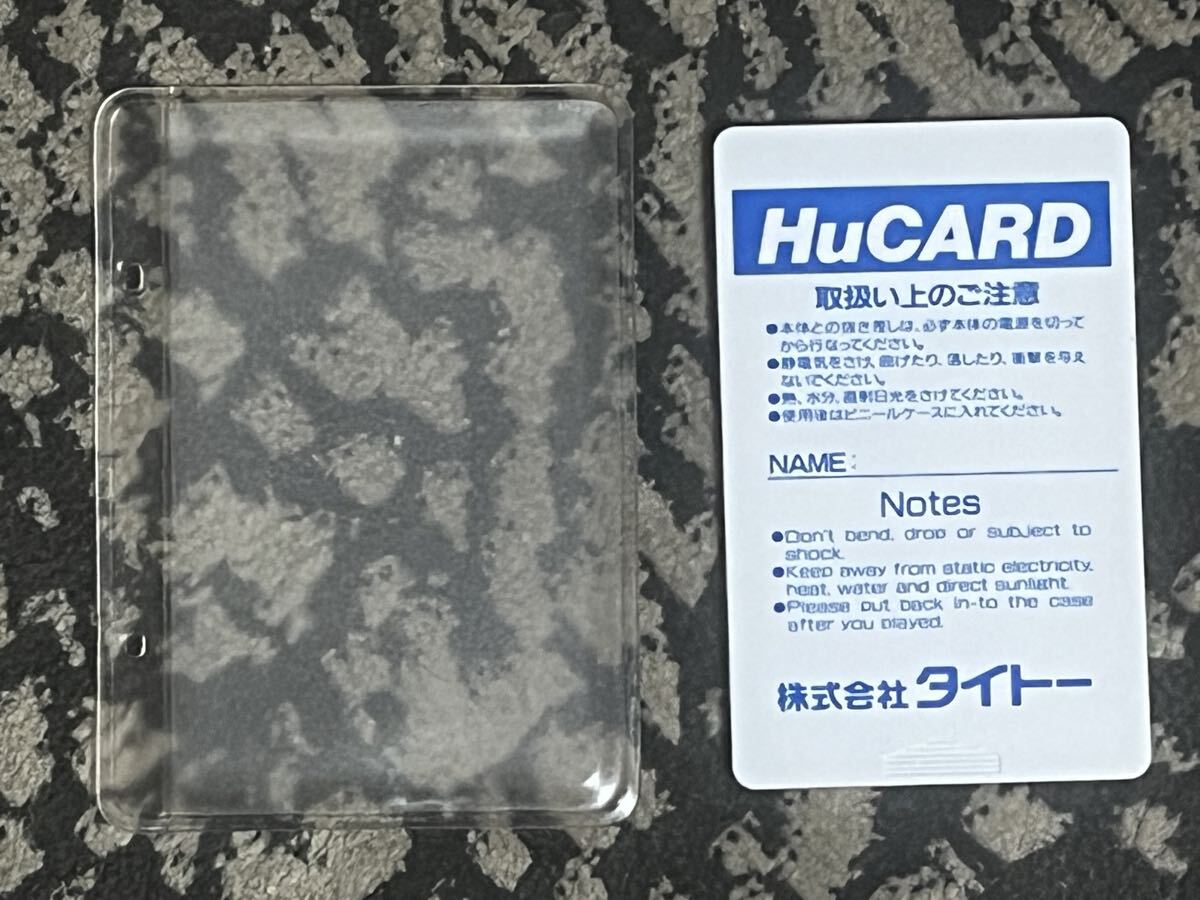 HuCARD
取扱い上のご注意
●本体との抜き差しは、必ず本体の電源を切って
から行なってください。
●静電気をさけ、曲げたり、濡したり、衝撃を与え
ないでください。
●熱、水分、直射日光をさけてください。
●使用後はビニールケースに入れてください。
NAME:
Notes
●Don't bend, drop or subject to
shock.
●Keep away from static electricity,
heat, water and direct sunlight.
●Please put back in-to the case
after you played.
株式会社タイトー